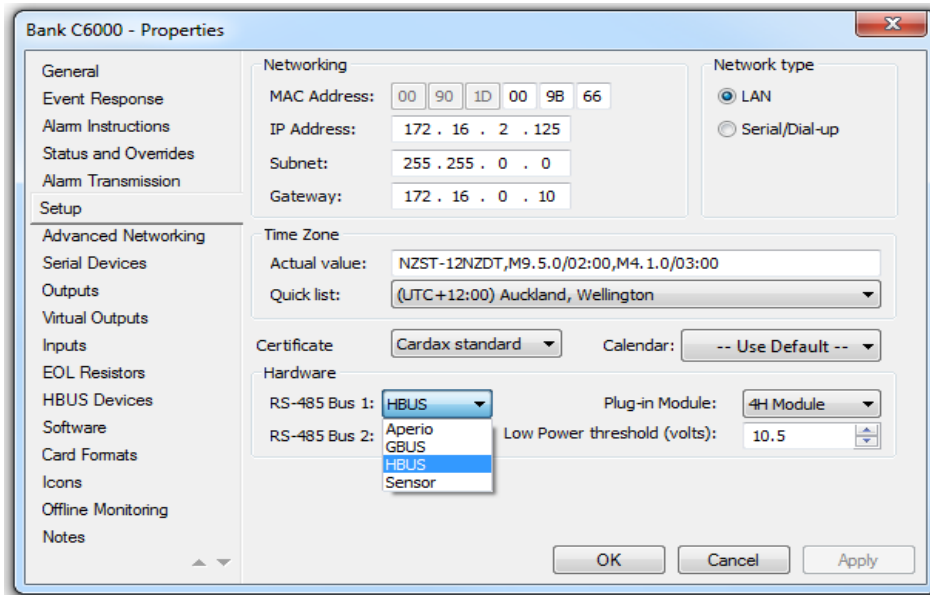 Bank C6000 - Properties
General
Event Response
Alarm Instructions
Status and Overrides
Alarm Transmission
Setup
Advanced Networking
Serial Devices
Outputs
Virtual Outputs
Inputs
EOL Resistors
HBUS Devices
Software
Card Formats
Icons
Offline Monitoring
Notes
Networking
MAC Address: 00 90 1D 00 9B 66
IP Address: 172 . 16 . 2 . 125
Subnet: 255 . 255 . 0 . 0
Gateway: 172 . 16 . 0 . 10
Network type
LAN
Serial/Dial-up
Time Zone
Actual value: NZST-12NZDT,M9.5.0/02:00,M4.1.0/03:00
Quick list: (UTC+12:00) Auckland, Wellington
Certificate Cardax standard Calendar: -- Use Default --
Hardware
RS-485 Bus 1: HBUS Plug-in Module: 4H Module
RS-485 Bus 2: Low Power threshold (volts): 10.5
Aperio
GBUS
HBUS
Sensor
OK Cancel Apply